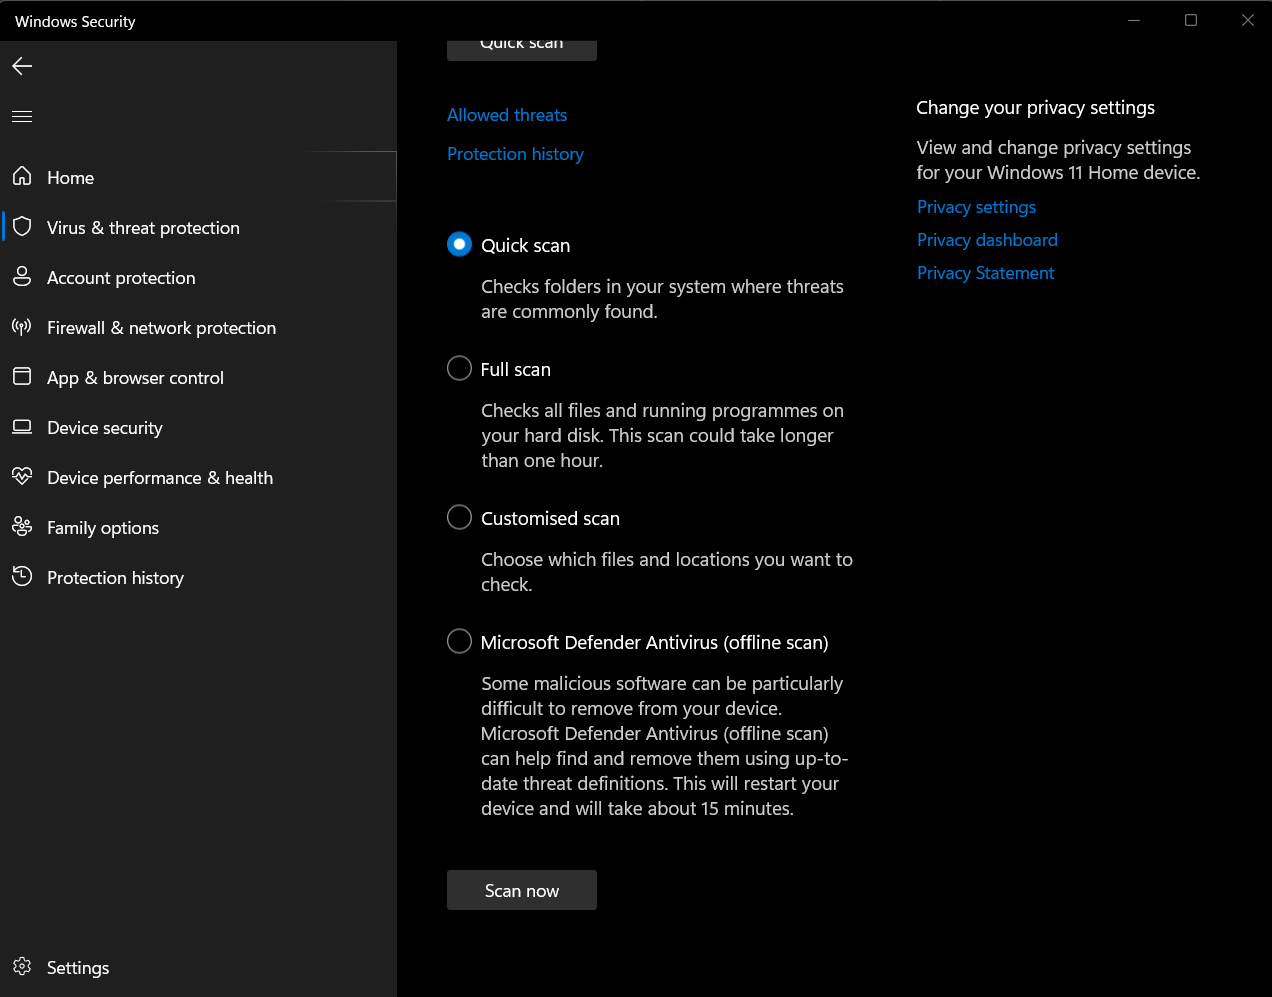 Windows Security
Home
Virus & threat protection
Account protection
Firewall & network protection
App & browser control
Device security
Device performance & health
Family options
Protection history
Settings
Quick scan
Allowed threats
Protection history
Quick scan
Checks folders in your system where threats
are commonly found.
Full scan
Checks all files and running programmes on
your hard disk. This scan could take longer
than one hour.
Customised scan
Choose which files and locations you want to
check.
Microsoft Defender Antivirus (offline scan)
Some malicious software can be particularly
difficult to remove from your device.
Microsoft Defender Antivirus (offline scan)
can help find and remove them using up-to-
date threat definitions. This will restart your
device and will take about 15 minutes.
Scan now
Change your privacy settings
View and change privacy settings
for your Windows 11 Home device.
Privacy settings
Privacy dashboard
Privacy Statement